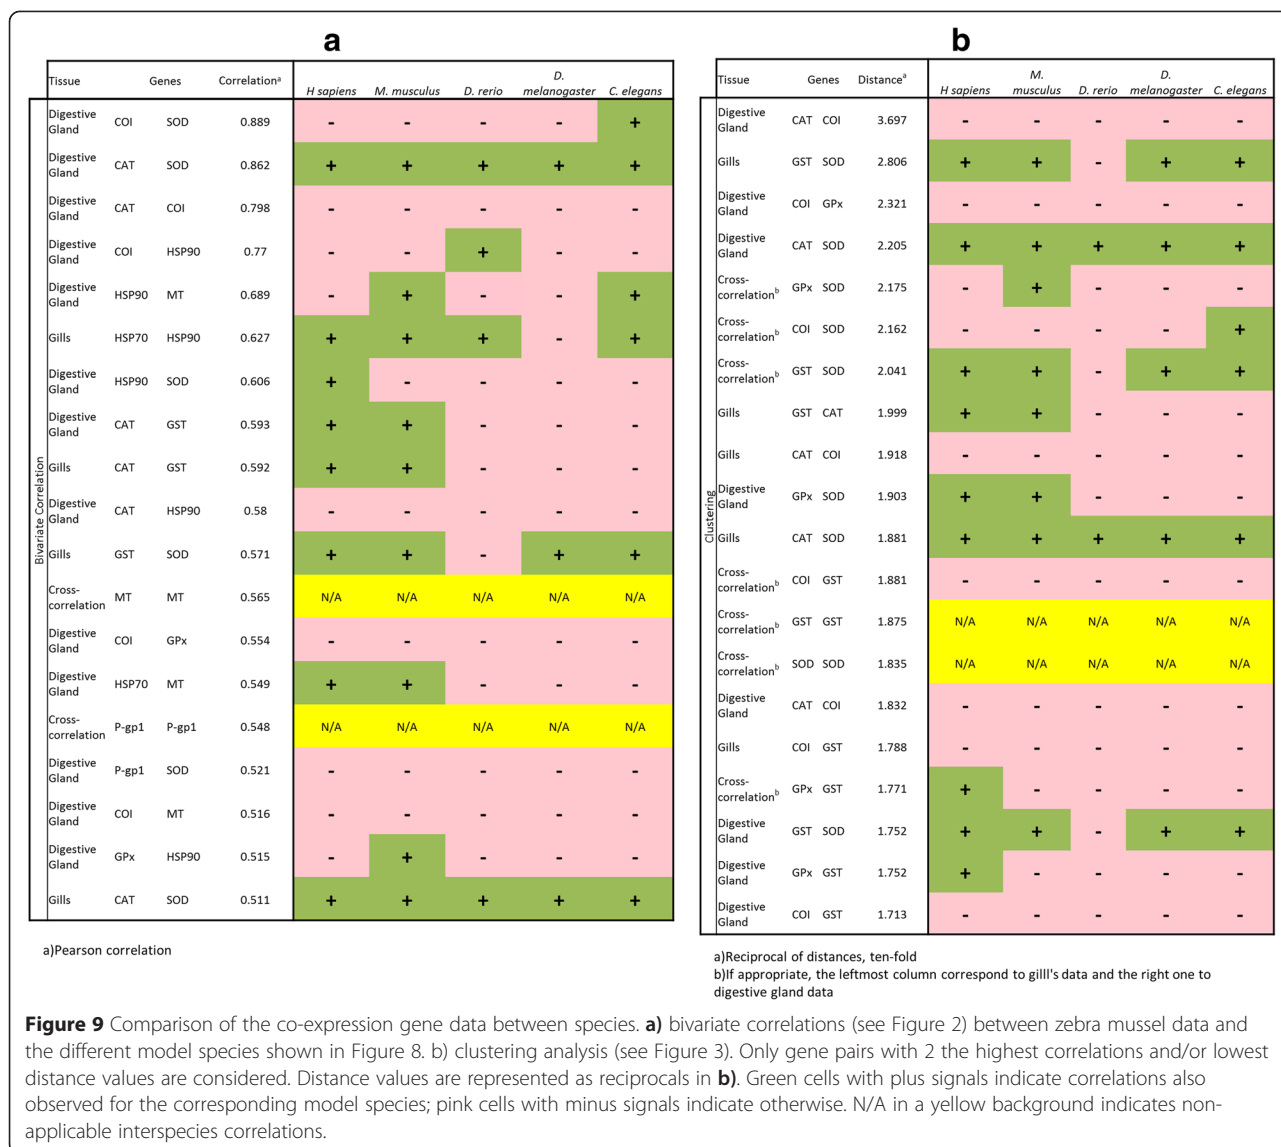 a
Tissue Genes Correlationa H sapiens M. musculus D. rerio D. melanogaster C. elegans
Bivariate Correlation
Digestive Gland COI SOD 0.889 - - - - +
Digestive Gland CAT SOD 0.862 + + + + +
Digestive Gland CAT COI 0.798 - - - - -
Digestive Gland COI HSP90 0.77 - - + - -
Digestive Gland HSP90 MT 0.689 - + - - +
Gills HSP70 HSP90 0.627 + + + - +
Digestive Gland HSP90 SOD 0.606 + - - - -
Digestive Gland CAT GST 0.593 + + - - -
Gills CAT GST 0.592 + + - - -
Digestive Gland CAT HSP90 0.58 - - - - -
Gills GST SOD 0.571 + + - + +
Cross-correlation MT MT 0.565 N/A N/A N/A N/A N/A
Digestive Gland COI GPx 0.554 - - - - -
Digestive Gland HSP70 MT 0.549 + + - - -
Cross-correlation P-gp1 P-gp1 0.548 N/A N/A N/A N/A N/A
Digestive Gland P-gp1 SOD 0.521 - - - - -
Digestive Gland COI MT 0.516 - - - - -
Digestive Gland GPx HSP90 0.515 - + - - -
Gills CAT SOD 0.511 + + + + +
a)Pearson correlation
b
Tissue Genes Distancea H sapiens M. musculus D. rerio D. melanogaster C. elegans
Clustering
Digestive Gland CAT COI 3.697 - - - - -
Gills GST SOD 2.806 + + - + +
Digestive Gland COI GPx 2.321 - - - - -
Digestive Gland CAT SOD 2.205 + + + + +
Cross-correlationb GPx SOD 2.175 - + - - -
Cross-correlationb COI SOD 2.162 - - - - +
Cross-correlationb GST SOD 2.041 + + - + +
Gills GST CAT 1.999 + + - - -
Gills CAT COI 1.918 - - - - -
Digestive Gland GPx SOD 1.903 + + - - -
Gills CAT SOD 1.881 + + + + +
Cross-correlationb COI GST 1.881 - - - - -
Cross-correlationb GST GST 1.875 N/A N/A N/A N/A N/A
Cross-correlationb SOD SOD 1.835 N/A N/A N/A N/A N/A
Digestive Gland CAT COI 1.832 - - - - -
Gills COI GST 1.788 - - - - -
Cross-correlationb GPx GST 1.771 + - - - -
Digestive Gland GST SOD 1.752 + + - + +
Digestive Gland GPx GST 1.752 + - - - -
Digestive Gland COI GST 1.713 - - - - -
a)Reciprocal of distances, ten-fold
b)If appropriate, the leftmost column correspond to gilll's data and the right one to
digestive gland data
Figure 9 Comparison of the co-expression gene data between species. a) bivariate correlations (see Figure 2) between zebra mussel data and
the different model species shown in Figure 8. b) clustering analysis (see Figure 3). Only gene pairs with 2 the highest correlations and/or lowest
distance values are considered. Distance values are represented as reciprocals in b). Green cells with plus signals indicate correlations also
observed for the corresponding model species; pink cells with minus signals indicate otherwise. N/A in a yellow background indicates non-
applicable interspecies correlations.